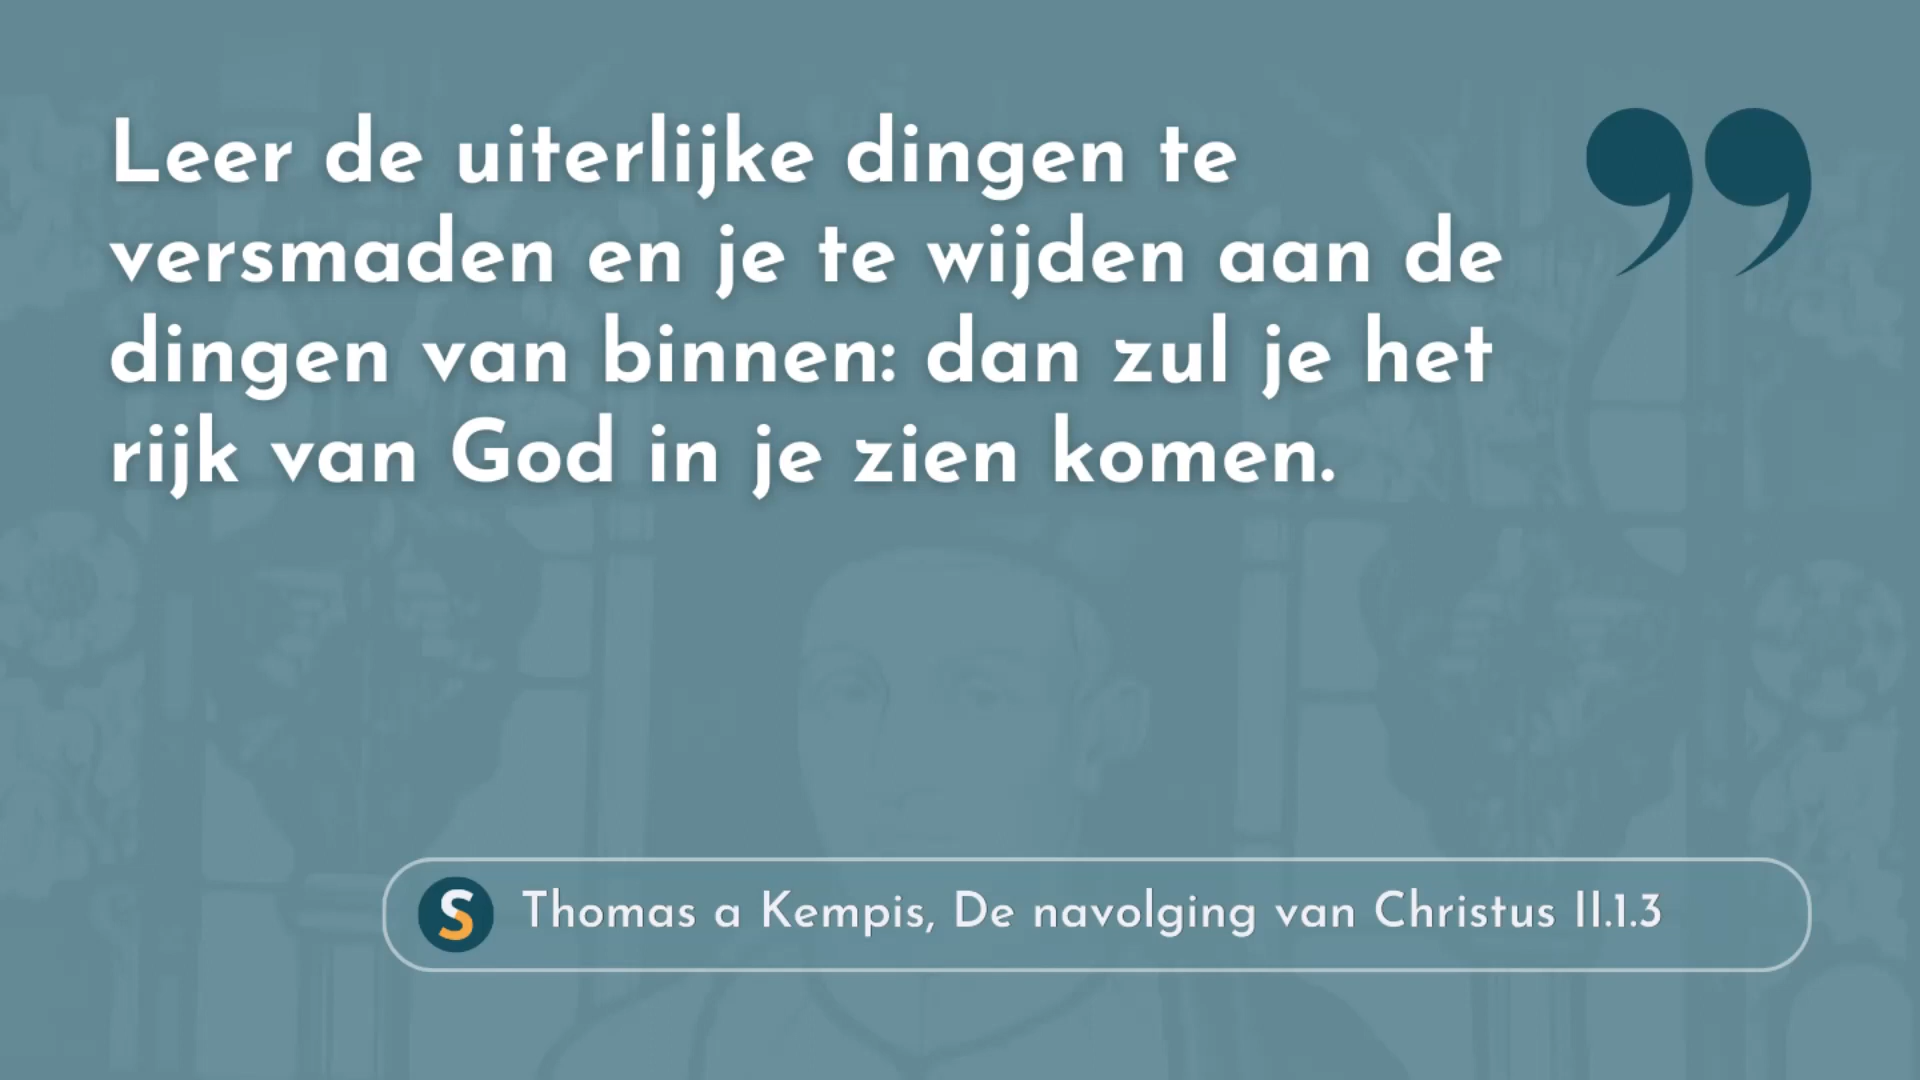 Leer de uiterlijke dingen te
versmaden en je te wijden aan de
dingen van binnen: dan zul je het
rijk van God in je zien komen.
”
S Thomas a Kempis, De navolging van Christus II.1.3